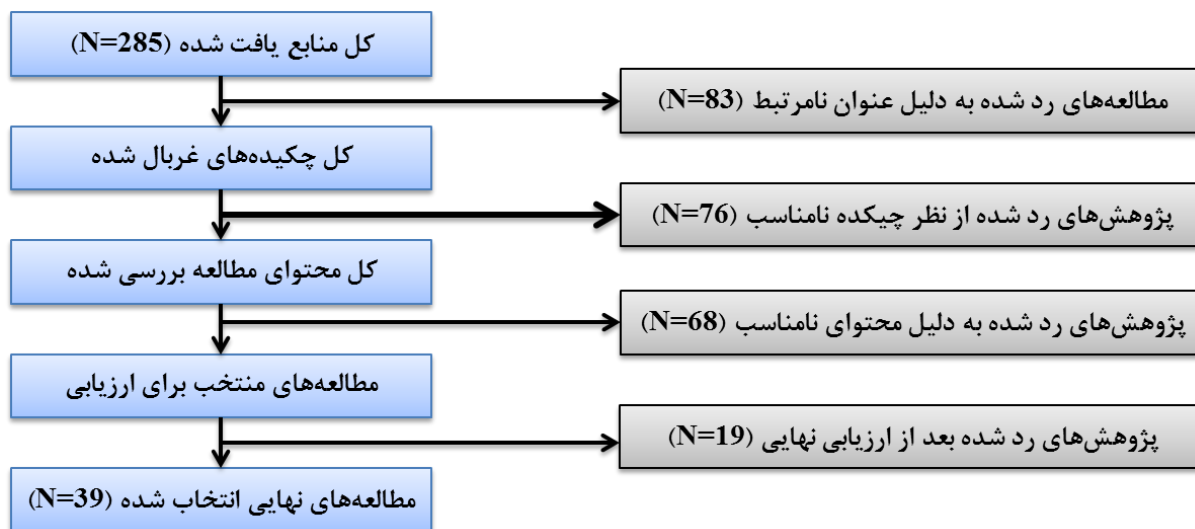 کل منابع یافت شده (N=285)
مطالعه‌های رد شده به دلیل عنوان نامرتبط (N=83)
کل چکیده‌های غربال شده
پژوهش‌های رد شده از نظر چیکده نامناسب (N=76)
کل محتوای مطالعه بررسی شده
پژوهش‌های رد شده به دلیل محتوای نامناسب (N=68)
مطالعه‌های منتخب برای ارزیابی
پژوهش‌های رد شده بعد از ارزیابی نهایی (N=19)
مطالعه‌های نهایی انتخاب شده (N=39)